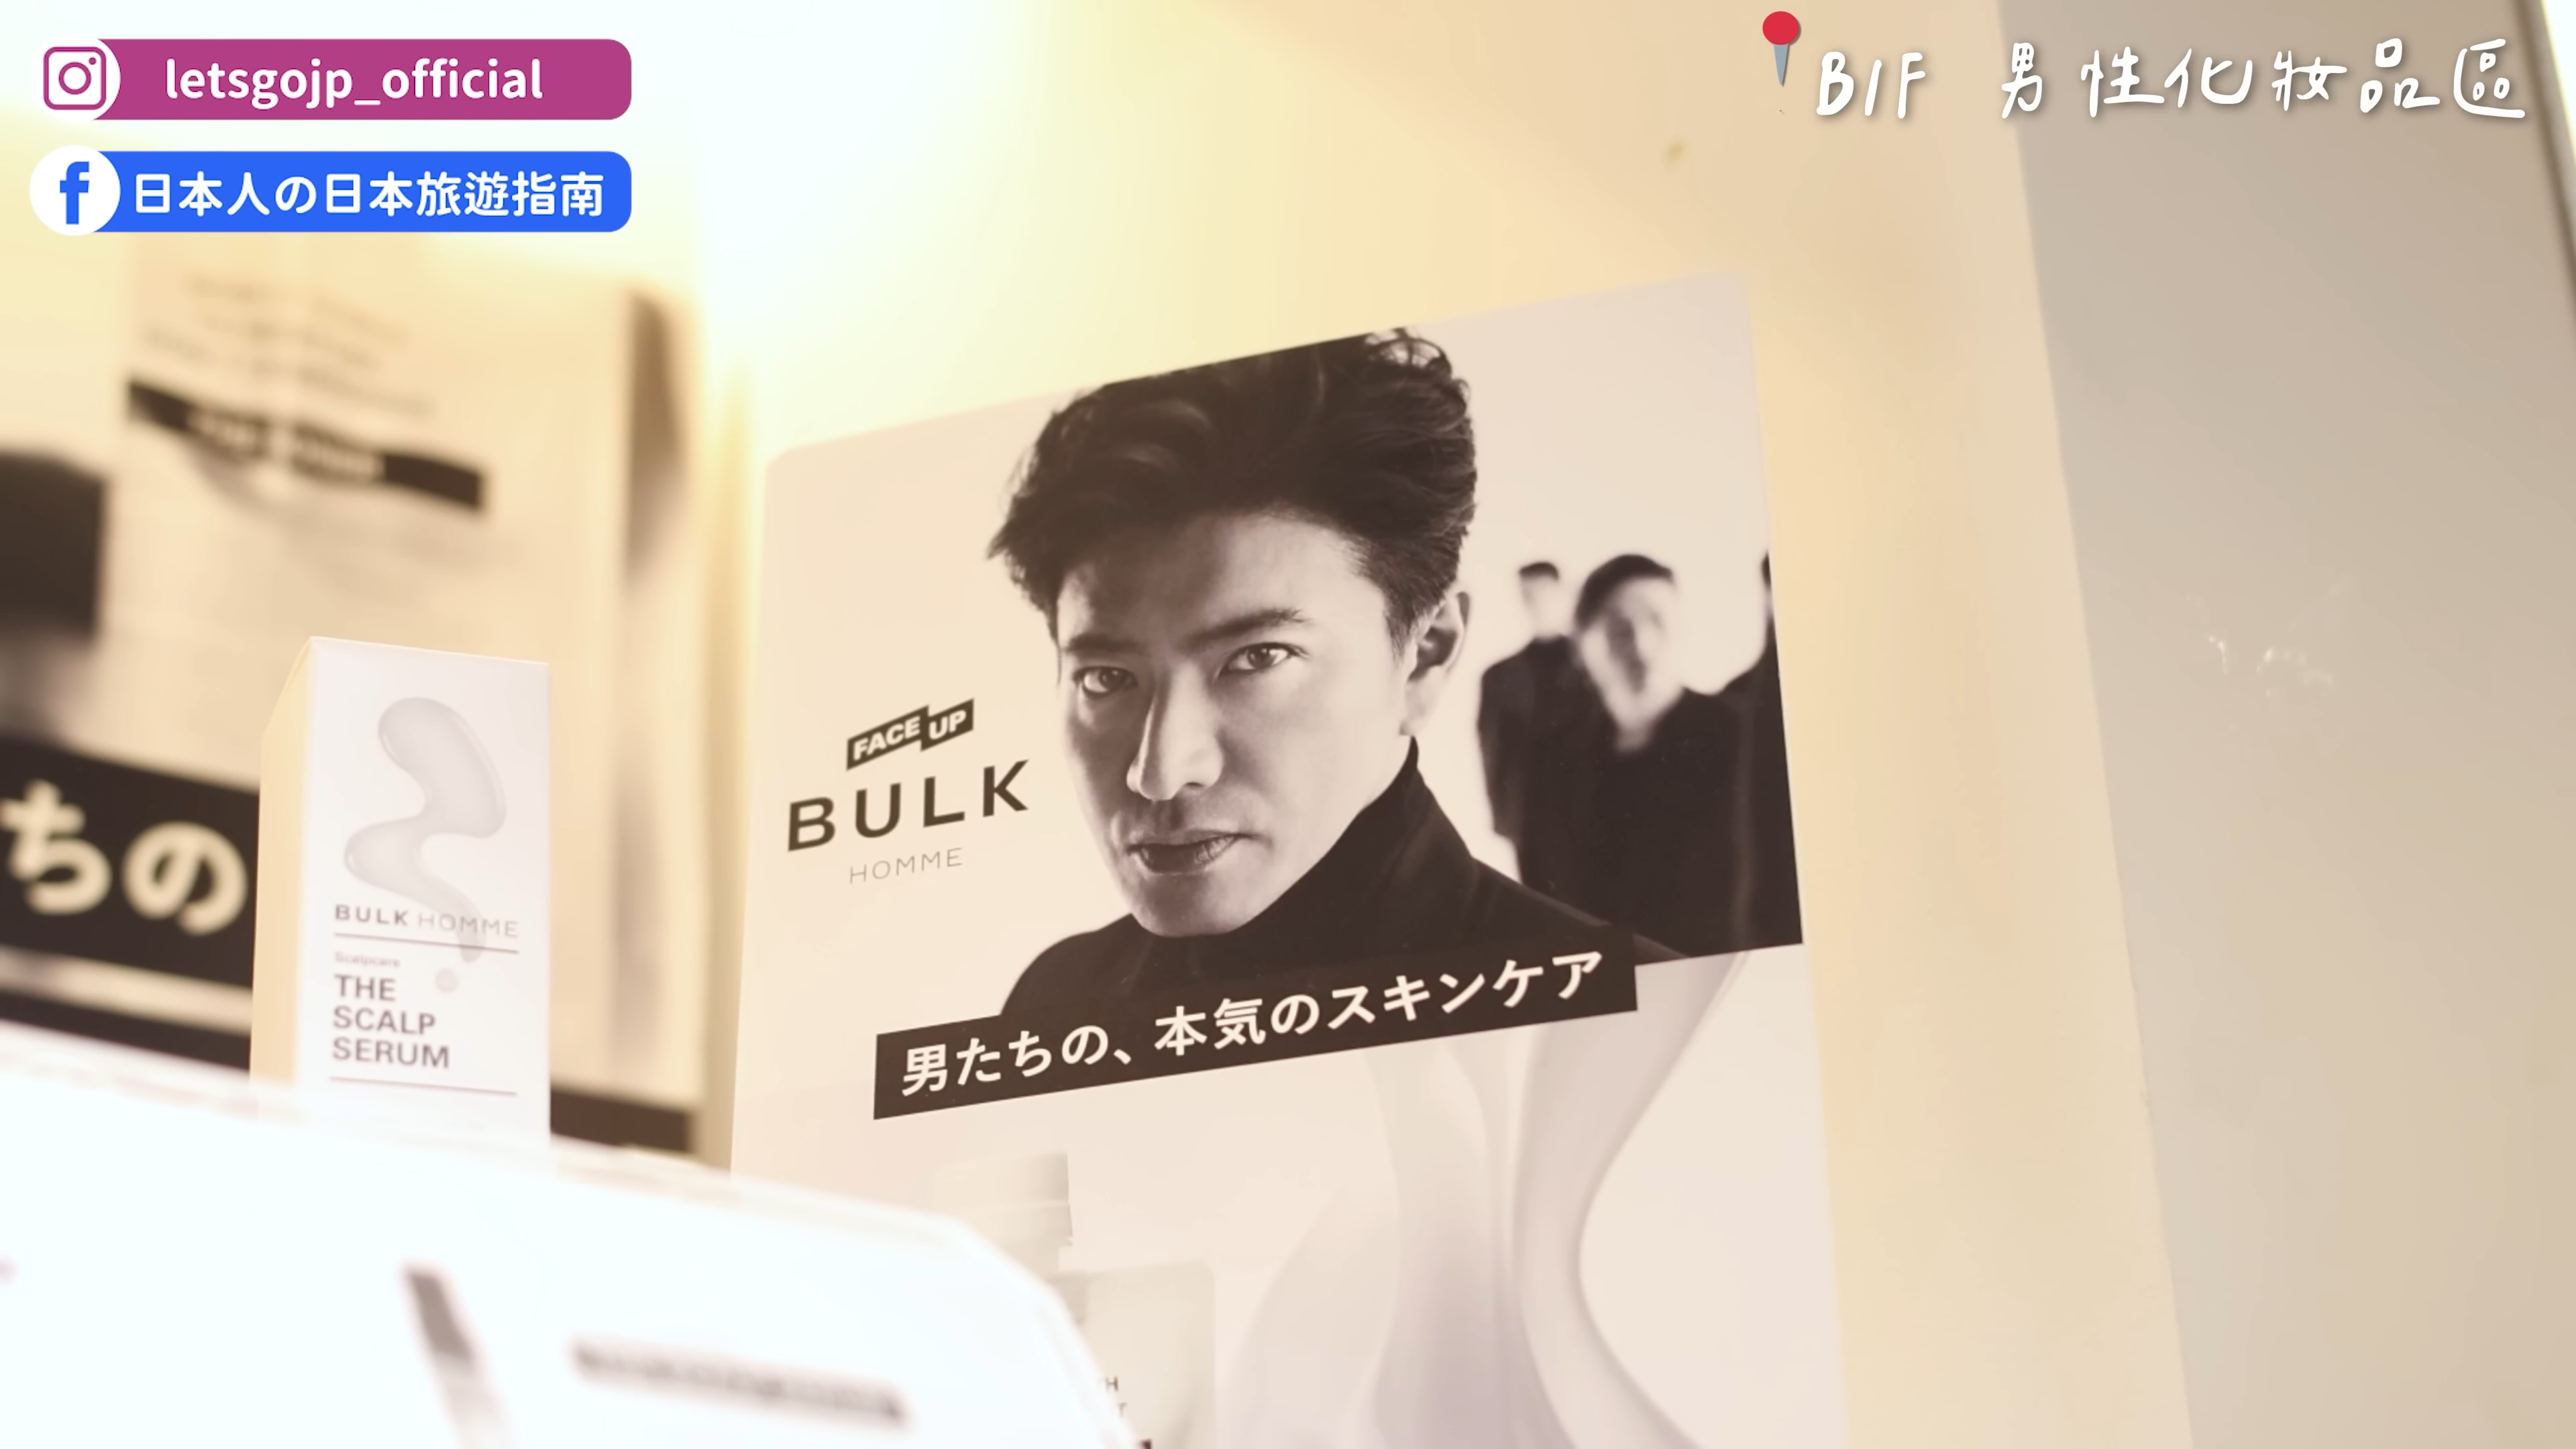 letsgojp_official
日本人の日本旅遊指南
B1F 男性化妝品區
FACE UP
BULK
HOMME
男たちの、本気のスキンケア
ちの
BULK HOMME
Scalpcare
THE
SCALP
SERUM